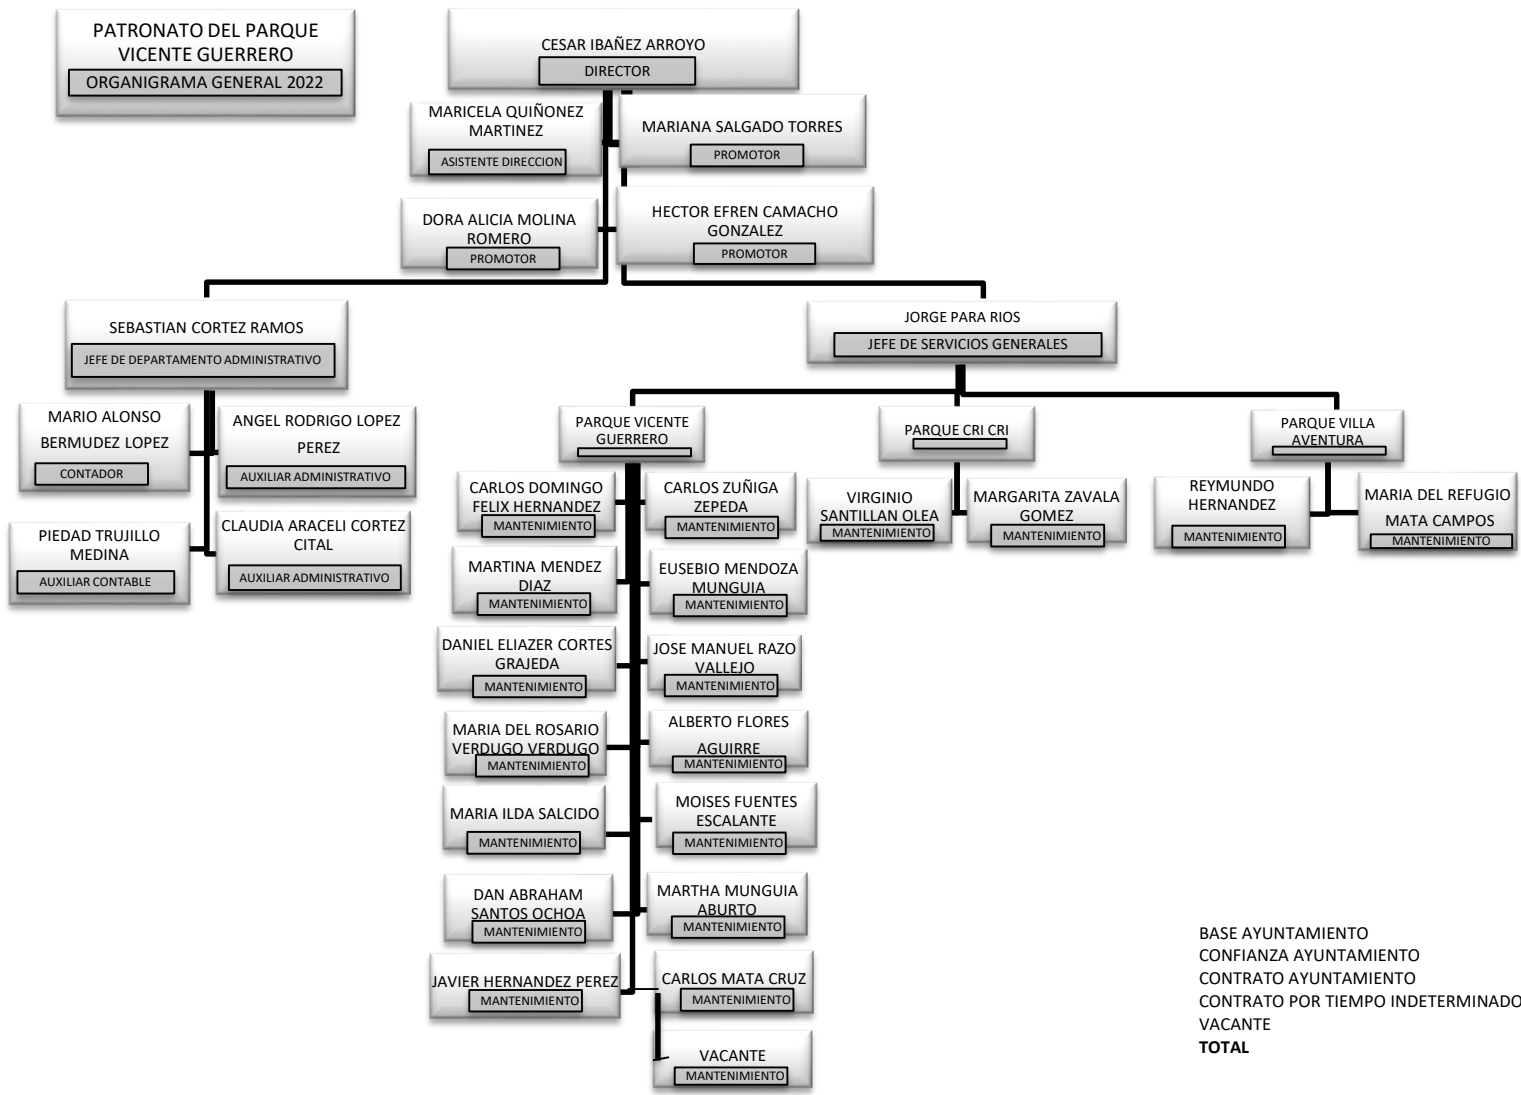 PATRONATO DEL PARQUE
VICENTE GUERRERO
ORGANIGRAMA GENERAL 2022
CESAR IBAÑEZ ARROYO
DIRECTOR
MARICELA QUIÑONEZ
MARTINEZ
ASISTENTE DIRECCION
MARIANA SALGADO TORRES
PROMOTOR
DORA ALICIA MOLINA
ROMERO
PROMOTOR
HECTOR EFREN CAMACHO
GONZALEZ
PROMOTOR
SEBASTIAN CORTEZ RAMOS
JEFE DE DEPARTAMENTO ADMINISTRATIVO
JORGE PARA RIOS
JEFE DE SERVICIOS GENERALES
MARIO ALONSO
BERMUDEZ LOPEZ
CONTADOR
ANGEL RODRIGO LOPEZ
PEREZ
AUXILIAR ADMINISTRATIVO
PIEDAD TRUJILLO
MEDINA
AUXILIAR CONTABLE
CLAUDIA ARACELI CORTEZ
CITAL
AUXILIAR ADMINISTRATIVO
PARQUE VICENTE
GUERRERO
PARQUE CRI CRI
PARQUE VILLA
AVENTURA
CARLOS DOMINGO
FELIX HERNANDEZ
MANTENIMIENTO
CARLOS ZUÑIGA
ZEPEDA
MANTENIMIENTO
VIRGINIO
SANTILLAN OLEA
MANTENIMIENTO
MARGARITA ZAVALA
GOMEZ
MANTENIMIENTO
REYMUNDO
HERNANDEZ
MANTENIMIENTO
MARIA DEL REFUGIO
MATA CAMPOS
MANTENIMIENTO
MARTINA MENDEZ
DIAZ
MANTENIMIENTO
EUSEBIO MENDOZA
MUNGUIA
MANTENIMIENTO
DANIEL ELIAZER CORTES
GRAJEDA
MANTENIMIENTO
JOSE MANUEL RAZO
VALLEJO
MANTENIMIENTO
MARIA DEL ROSARIO
VERDUGO VERDUGO
MANTENIMIENTO
ALBERTO FLORES
AGUIRRE
MANTENIMIENTO
MARIA ILDA SALCIDO
MANTENIMIENTO
MOISES FUENTES
ESCALANTE
MANTENIMIENTO
DAN ABRAHAM
SANTOS OCHOA
MANTENIMIENTO
MARTHA MUNGUIA
ABURTO
MANTENIMIENTO
JAVIER HERNANDEZ PEREZ
MANTENIMIENTO
CARLOS MATA CRUZ
MANTENIMIENTO
VACANTE
MANTENIMIENTO
BASE AYUNTAMIENTO
CONFIANZA AYUNTAMIENTO
CONTRATO AYUNTAMIENTO
CONTRATO POR TIEMPO INDETERMINADO
VACANTE
TOTAL